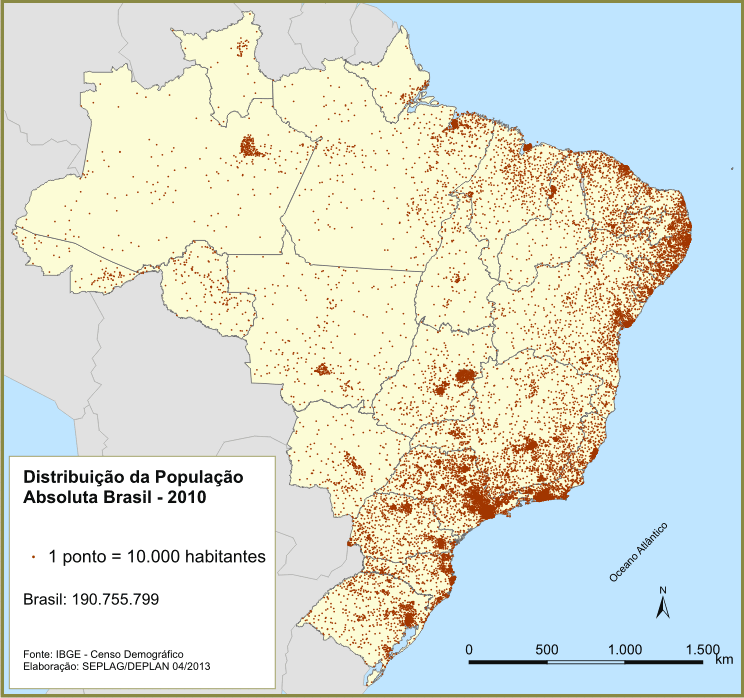 Distribuição da População
Absoluta Brasil - 2010
1 ponto = 10.000 habitantes
Brasil: 190.755.799
Fonte: IBGE - Censo Demográfico
Elaboração: SEPLAG/DEPLAN 04/2013
Oceano Atlântico
N
0 500 1.000 1.500
km